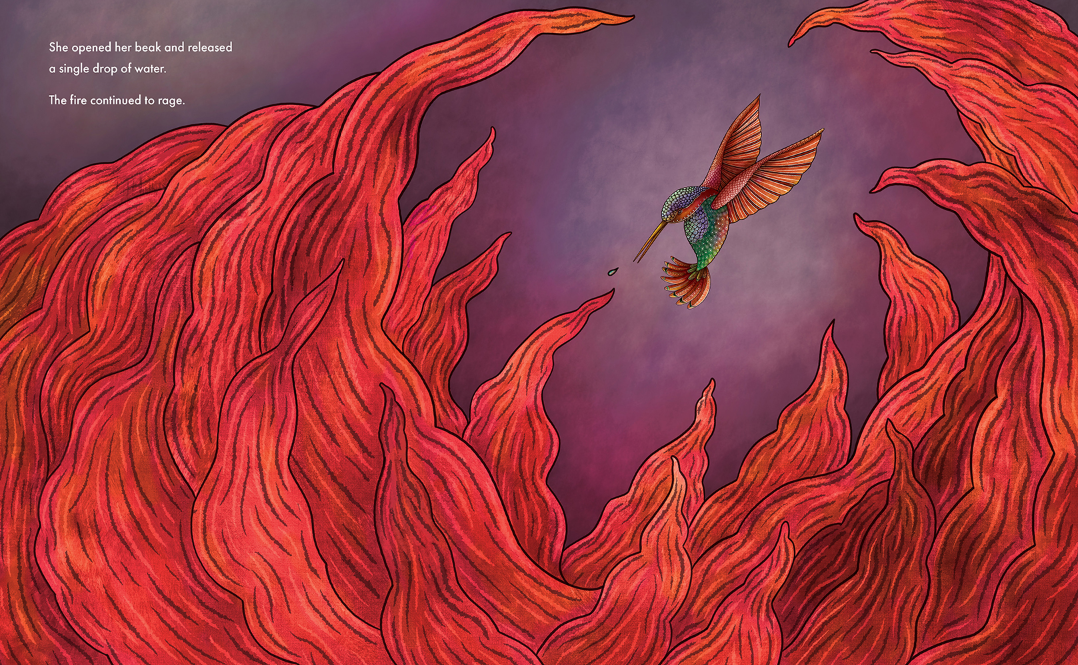 She opened her beak and released
a single drop of water.
The fire continued to rage.